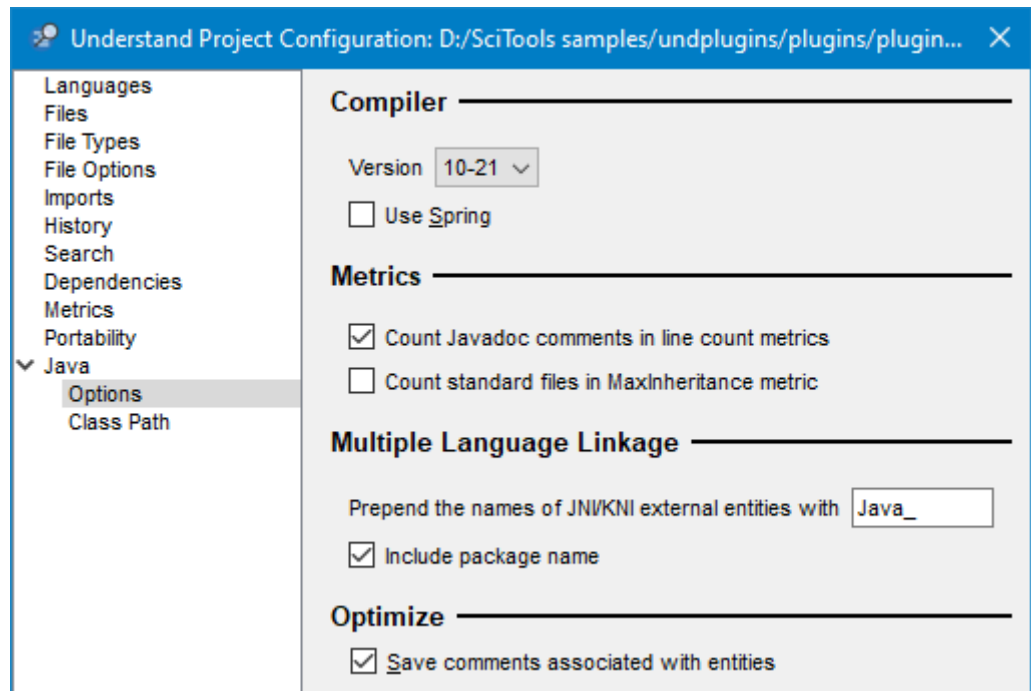 Understand Project Configuration: D:/SciTools samples/undplugins/plugins/plugin...
Languages
Files
File Types
File Options
Imports
History
Search
Dependencies
Metrics
Portability
Java
Options
Class Path
Compiler
Version 10-21
Use Spring
Metrics
Count Javadoc comments in line count metrics
Count standard files in MaxInheritance metric
Multiple Language Linkage
Prepend the names of JNI/KNI external entities with Java_
Include package name
Optimize
Save comments associated with entities